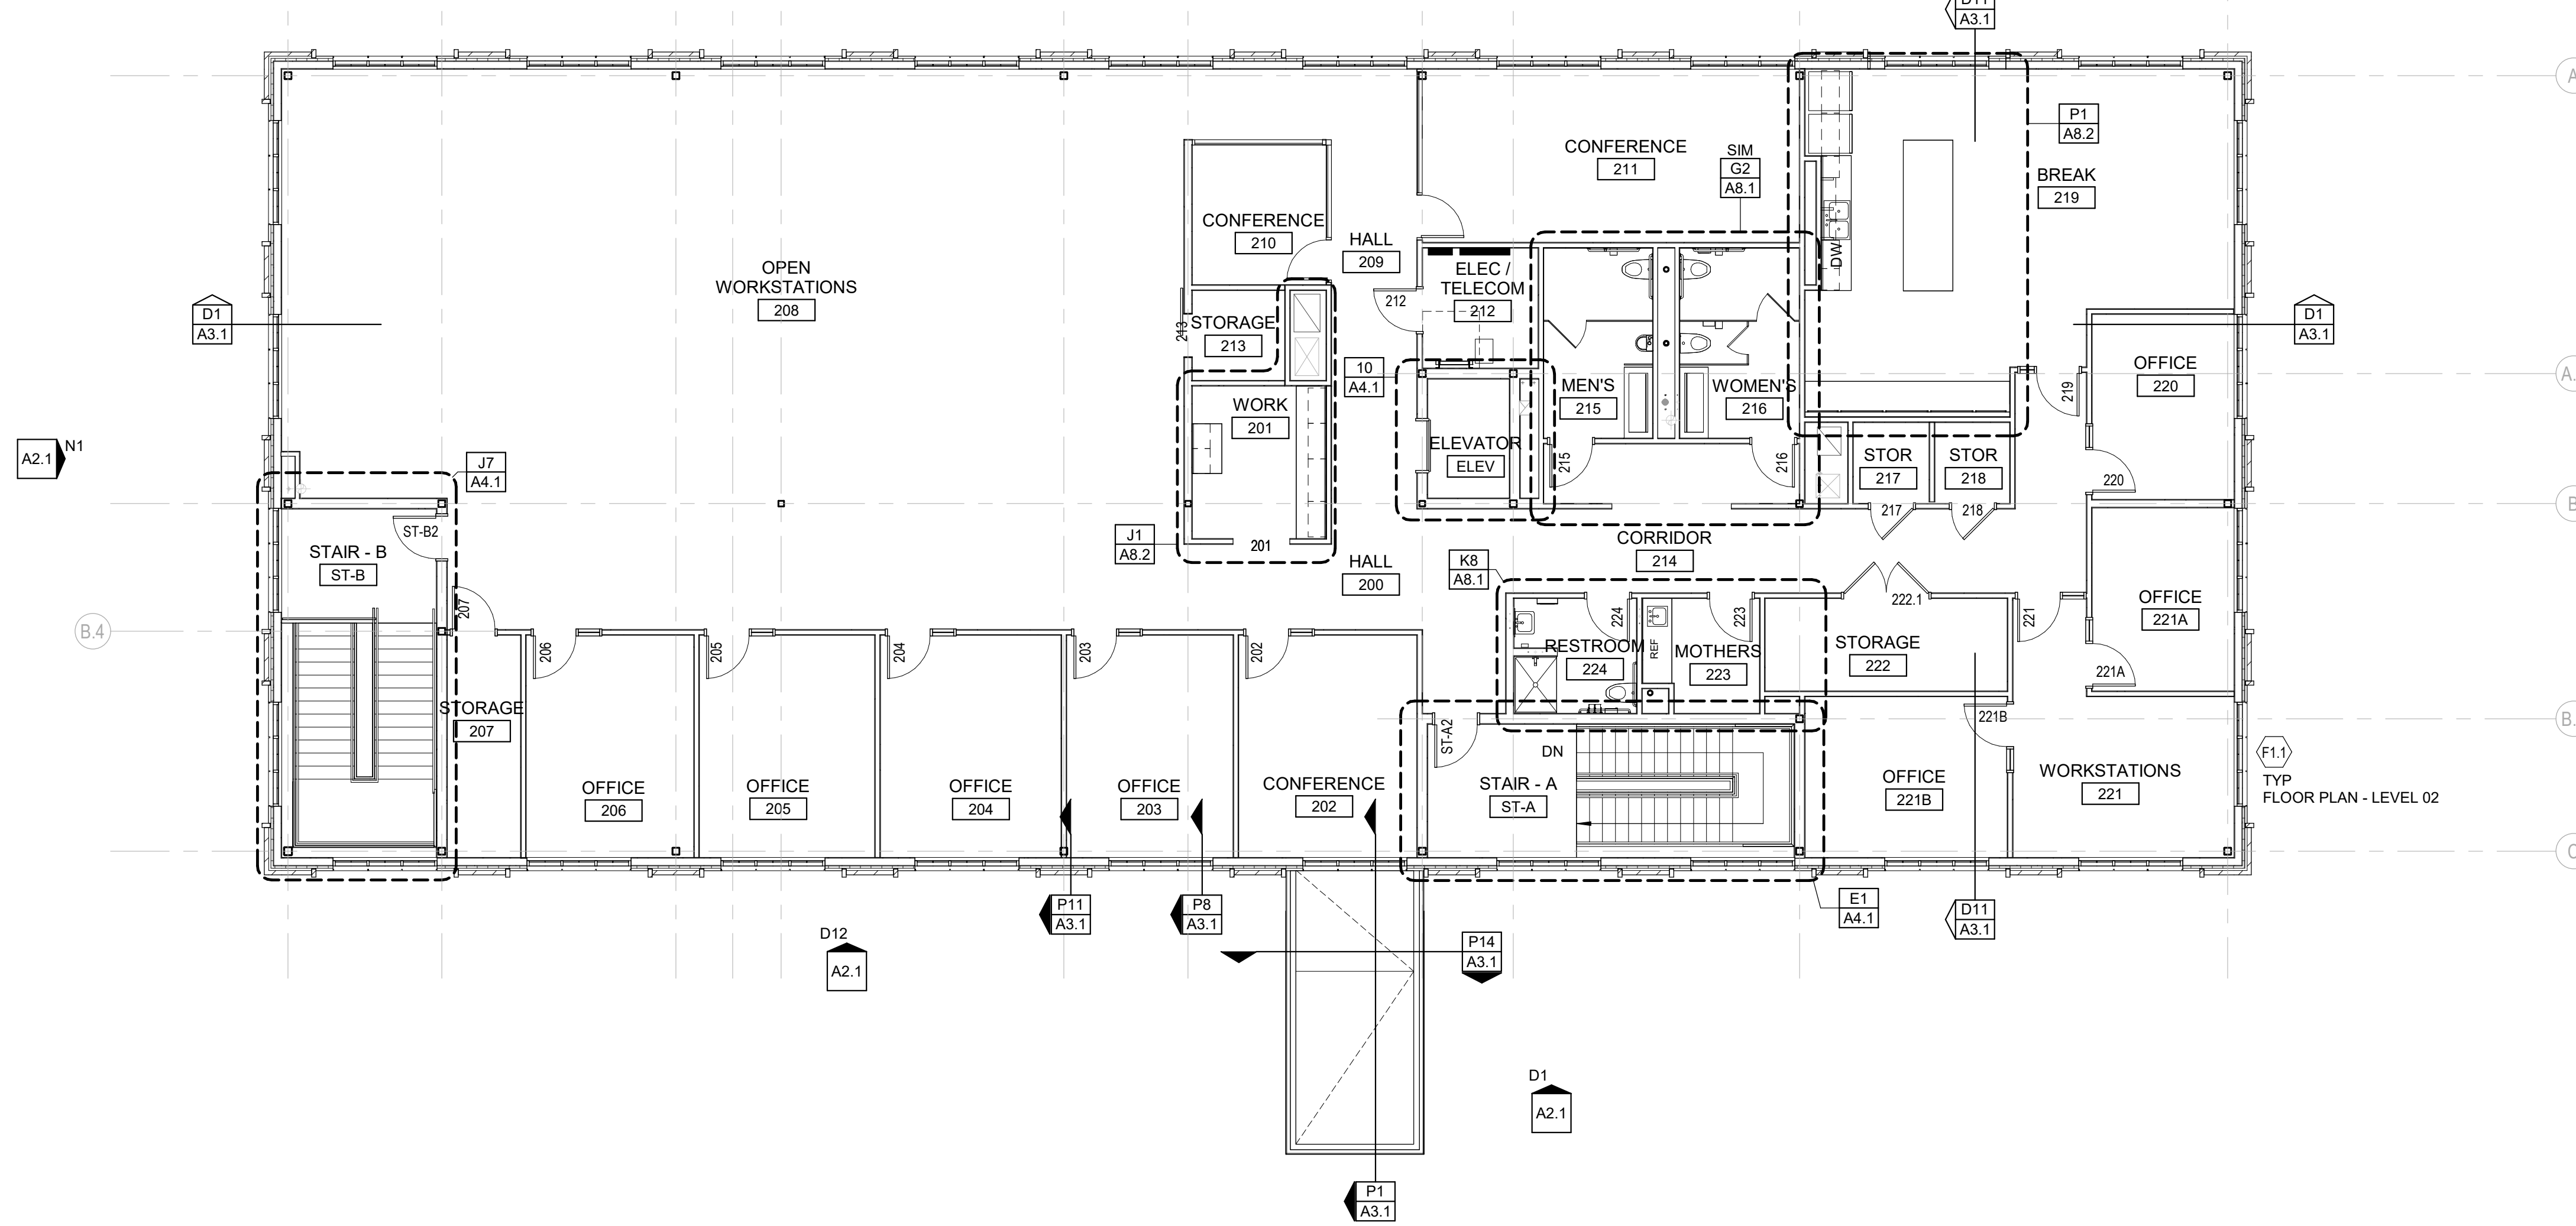 D11
A3.1
P1
A8.2
CONFERENCE
211
SIM
G2
A8.1
BREAK
219
CONFERENCE
210
HALL
209
ELEC /
TELECOM
212
212
DW
OPEN
WORKSTATIONS
208
D1
A3.1
D1
A3.1
213
STORAGE
213
10
A4.1
OFFICE
220
219
MEN'S
215
WOMEN'S
216
WORK
201
ELEVATOR
ELEV
215
216
STOR
217
STOR
218
220
N1
A2.1
J7
A4.1
217
218
ST-B2
STAIR - B
ST-B
J1
A8.2
201
HALL
200
CORRIDOR
214
K8
A8.1
222.1
OFFICE
221A
B.4
207
206
205
204
203
202
224
223
REF
221
RESTROOM
224
MOTHERS
223
STORAGE
222
221A
STORAGE
207
ST-A2
DN
221B
F1.1
TYP
FLOOR PLAN - LEVEL 02
OFFICE
206
OFFICE
205
OFFICE
204
OFFICE
203
CONFERENCE
202
STAIR - A
ST-A
OFFICE
221B
WORKSTATIONS
221
P11
A3.1
P8
A3.1
E1
A4.1
D11
A3.1
D12
A2.1
P14
A3.1
D1
A2.1
P1
A3.1